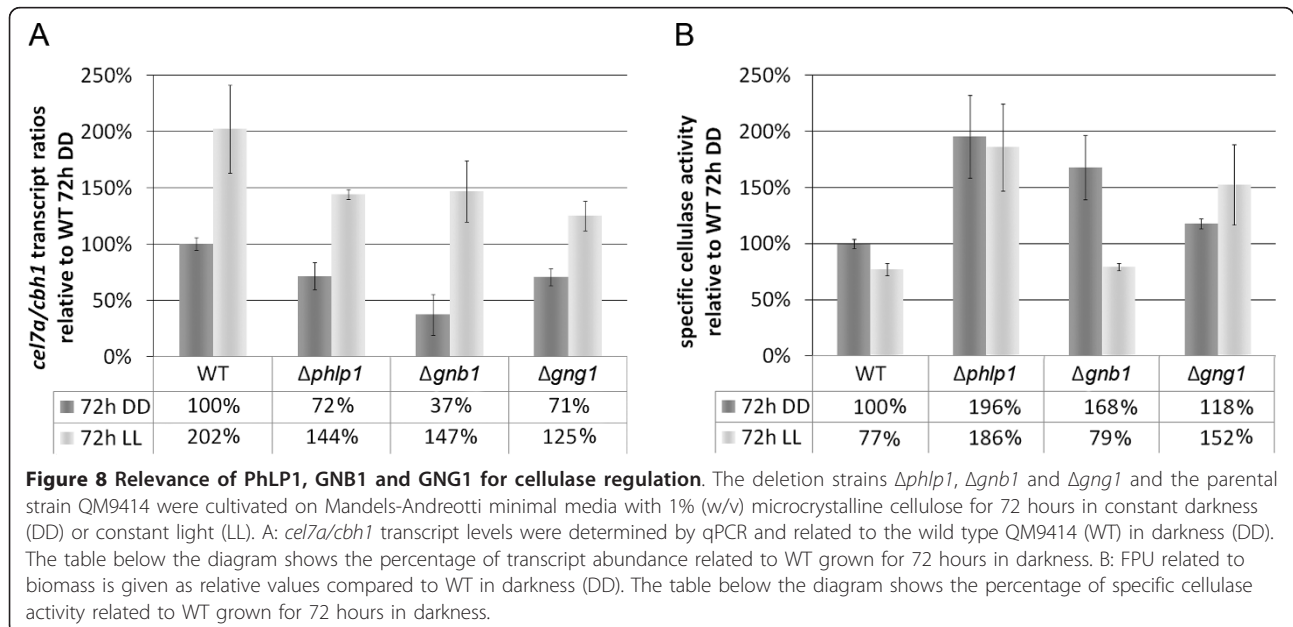 A
cel7a/cbh1 transcript ratios
relative to WT 72h DD
250%
200%
150%
100%
50%
0%
WT Δphlp1 Δgnb1 Δgng1
72h DD 100% 72% 37% 71%
72h LL 202% 144% 147% 125%
B
specific cellulase activity
relative to WT 72h DD
250%
200%
150%
100%
50%
0%
WT Δphlp1 Δgnb1 Δgng1
72h DD 100% 196% 168% 118%
72h LL 77% 186% 79% 152%
Figure 8 Relevance of PhLP1, GNB1 and GNG1 for cellulase regulation. The deletion strains Δphlp1, Δgnb1 and Δgng1 and the parental
strain QM9414 were cultivated on Mandels-Andreotti minimal media with 1% (w/v) microcrystalline cellulose for 72 hours in constant darkness
(DD) or constant light (LL). A: cel7a/cbh1 transcript levels were determined by qPCR and related to the wild type QM9414 (WT) in darkness (DD).
The table below the diagram shows the percentage of transcript abundance related to WT grown for 72 hours in darkness. B: FPU related to
biomass is given as relative values compared to WT in darkness (DD). The table below the diagram shows the percentage of specific cellulase
activity related to WT grown for 72 hours in darkness.